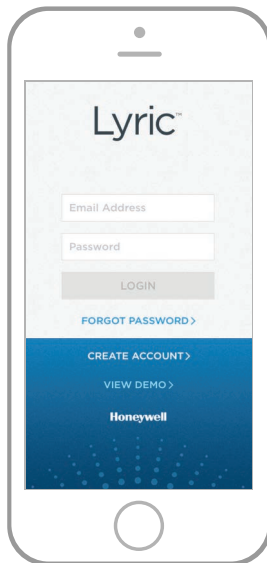 Lyric™
Email Address
Password
LOGIN
FORGOT PASSWORD >
CREATE ACCOUNT >
VIEW DEMO >
Honeywell